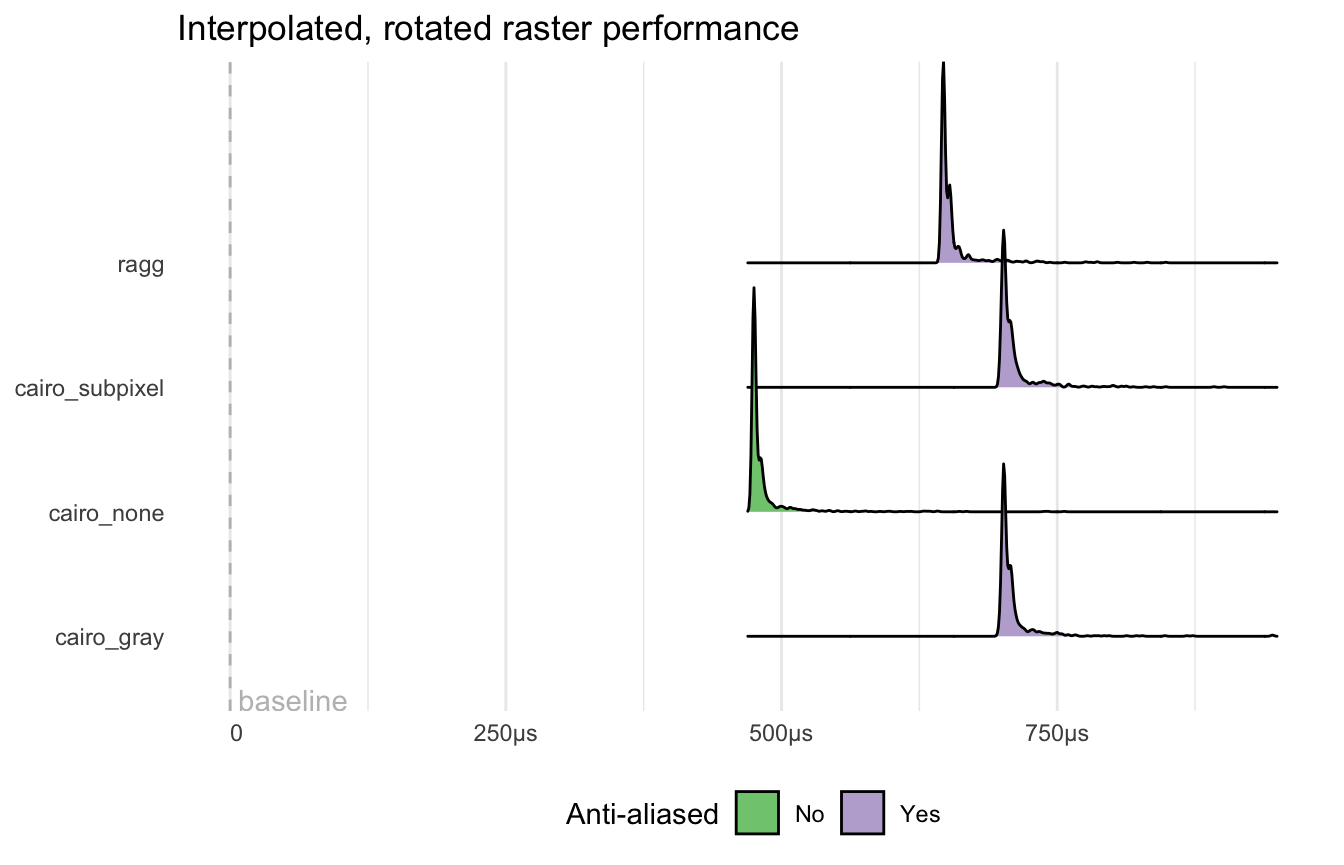 Interpolated, rotated raster performance
ragg
cairo_subpixel
cairo_none
cairo_gray
baseline
0 250µs 500µs 750µs
Anti-aliased No Yes